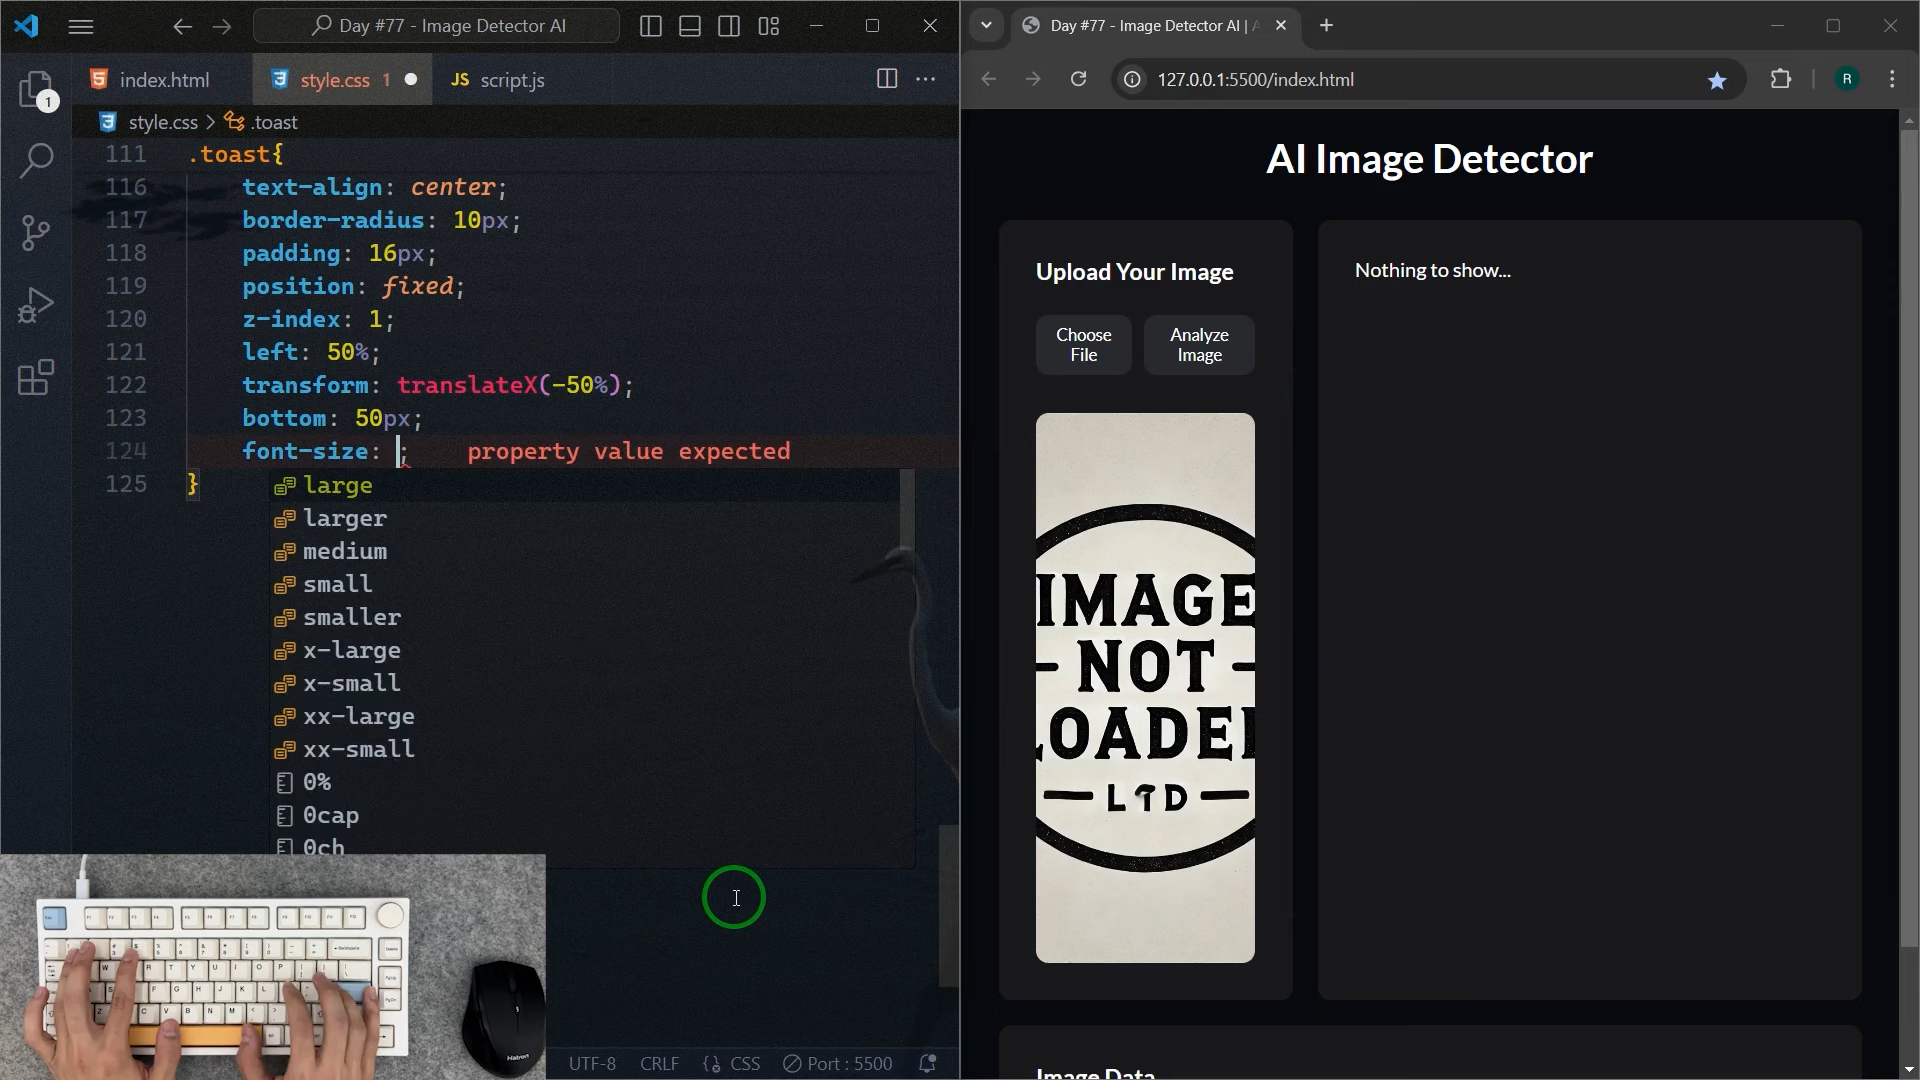 Day #77 - Image Detector AI
index.html
style.css 1
JS script.js
1
style.css > .toast
111 .toast{
116 text-align: center;
117 border-radius: 10px;
118 padding: 16px;
119 position: fixed;
120 z-index: 1;
121 left: 50%;
122 transform: translateX(-50%);
123 bottom: 50px;
124 font-size: ; property value expected
125 }
large
larger
medium
small
smaller
x-large
x-small
xx-large
xx-small
0%
0cap
0ch
UTF-8 CRLF {} CSS Port : 5500
Day #77 - Image Detector AI |
127.0.0.1:5500/index.html
R
AI Image Detector
Upload Your Image
Choose
File
Analyze
Image
IMAGE
NOT
LOADED
LTD
Nothing to show...
Image Data
Hatron